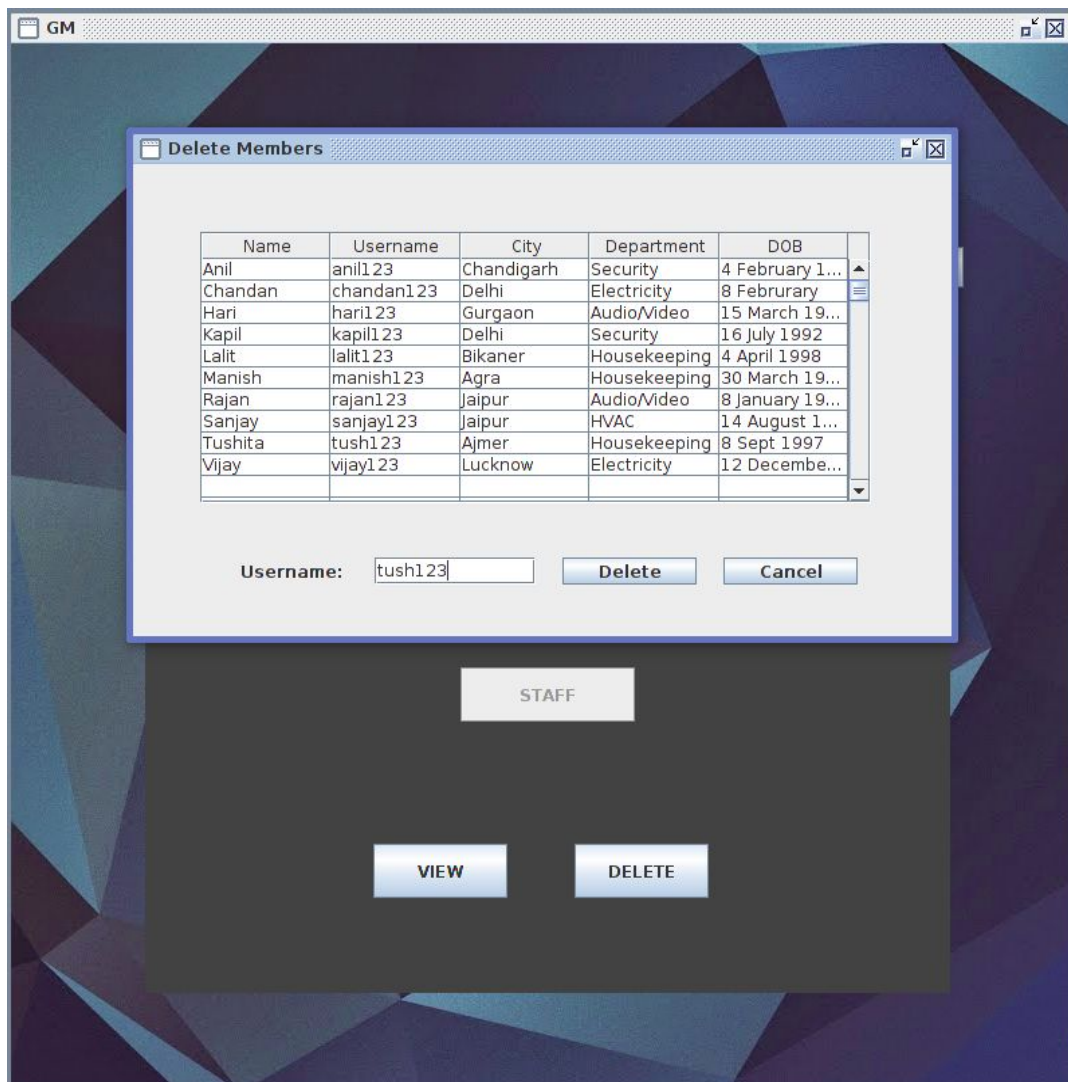 GM
Delete Members
Name Username City Department DOB
Anil anil123 Chandigarh Security 4 February 1...
Chandan chandan123 Delhi Electricity 8 Februrary
Hari hari123 Gurgaon Audio/Video 15 March 19...
Kapil kapil123 Delhi Security 16 July 1992
Lalit lalit123 Bikaner Housekeeping 4 April 1998
Manish manish123 Agra Housekeeping 30 March 19...
Rajan rajan123 Jaipur Audio/Video 8 January 19...
Sanjay sanjay123 Jaipur HVAC 14 August 1...
Tushita tush123 Ajmer Housekeeping 8 Sept 1997
Vijay vijay123 Lucknow Electricity 12 Decembe...
Username: tush123 Delete Cancel
STAFF
VIEW DELETE